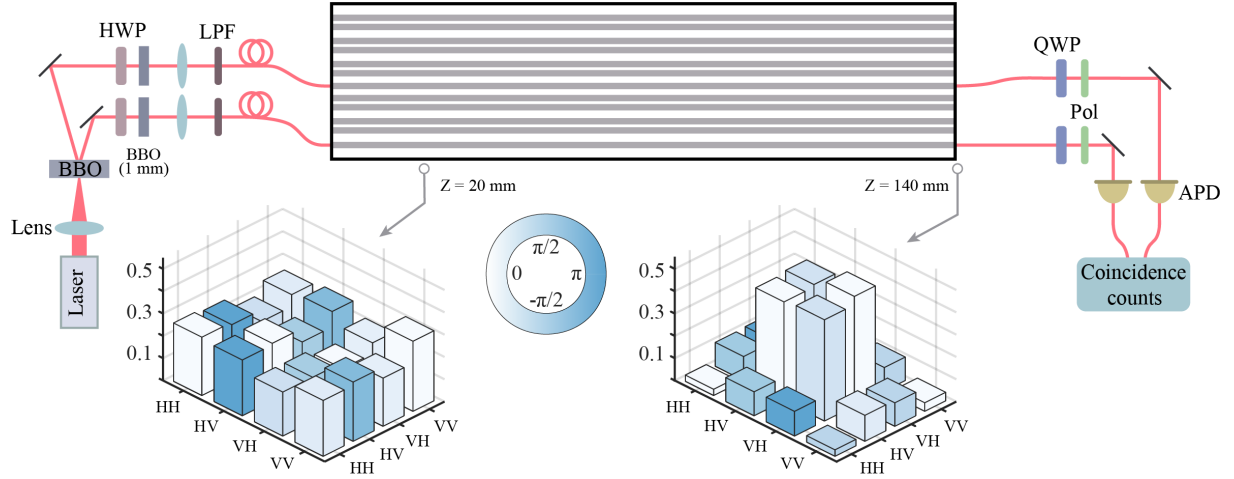 HWP
LPF
BBO
(1 mm)
BBO
Lens
Laser
QWP
Pol
APD
Coincidence
counts
Z = 20 mm
Z = 140 mm
0.5
0.3
0.1
HH
HV
VH
VV
HH
HV
VH
VV
π/2
0
π
-π/2
0.5
0.3
0.1
HH
HV
VH
VV
HH
HV
VH
VV